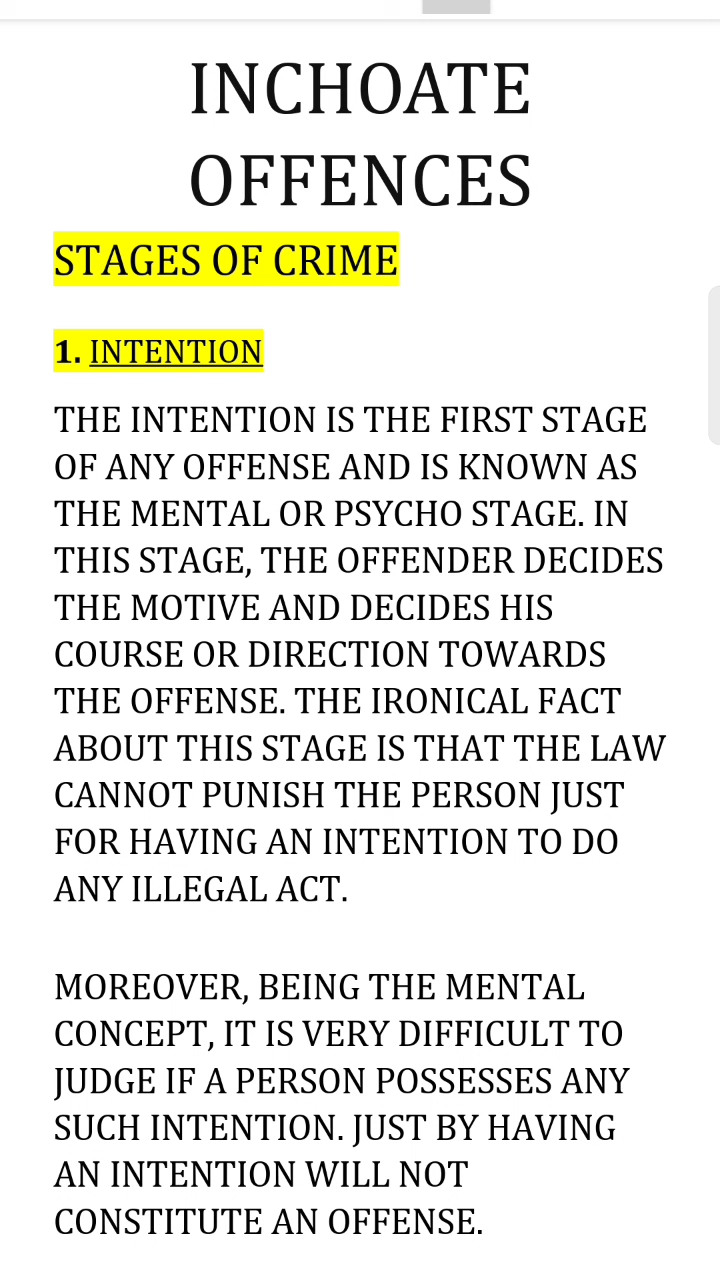 INCHOATE
OFFENCES
STAGES OF CRIME
1. INTENTION
THE INTENTION IS THE FIRST STAGE
OF ANY OFFENSE AND IS KNOWN AS
THE MENTAL OR PSYCHO STAGE. IN
THIS STAGE, THE OFFENDER DECIDES
THE MOTIVE AND DECIDES HIS
COURSE OR DIRECTION TOWARDS
THE OFFENSE. THE IRONICAL FACT
ABOUT THIS STAGE IS THAT THE LAW
CANNOT PUNISH THE PERSON JUST
FOR HAVING AN INTENTION TO DO
ANY ILLEGAL ACT.
MOREOVER, BEING THE MENTAL
CONCEPT, IT IS VERY DIFFICULT TO
JUDGE IF A PERSON POSSESSES ANY
SUCH INTENTION. JUST BY HAVING
AN INTENTION WILL NOT
CONSTITUTE AN OFFENSE.